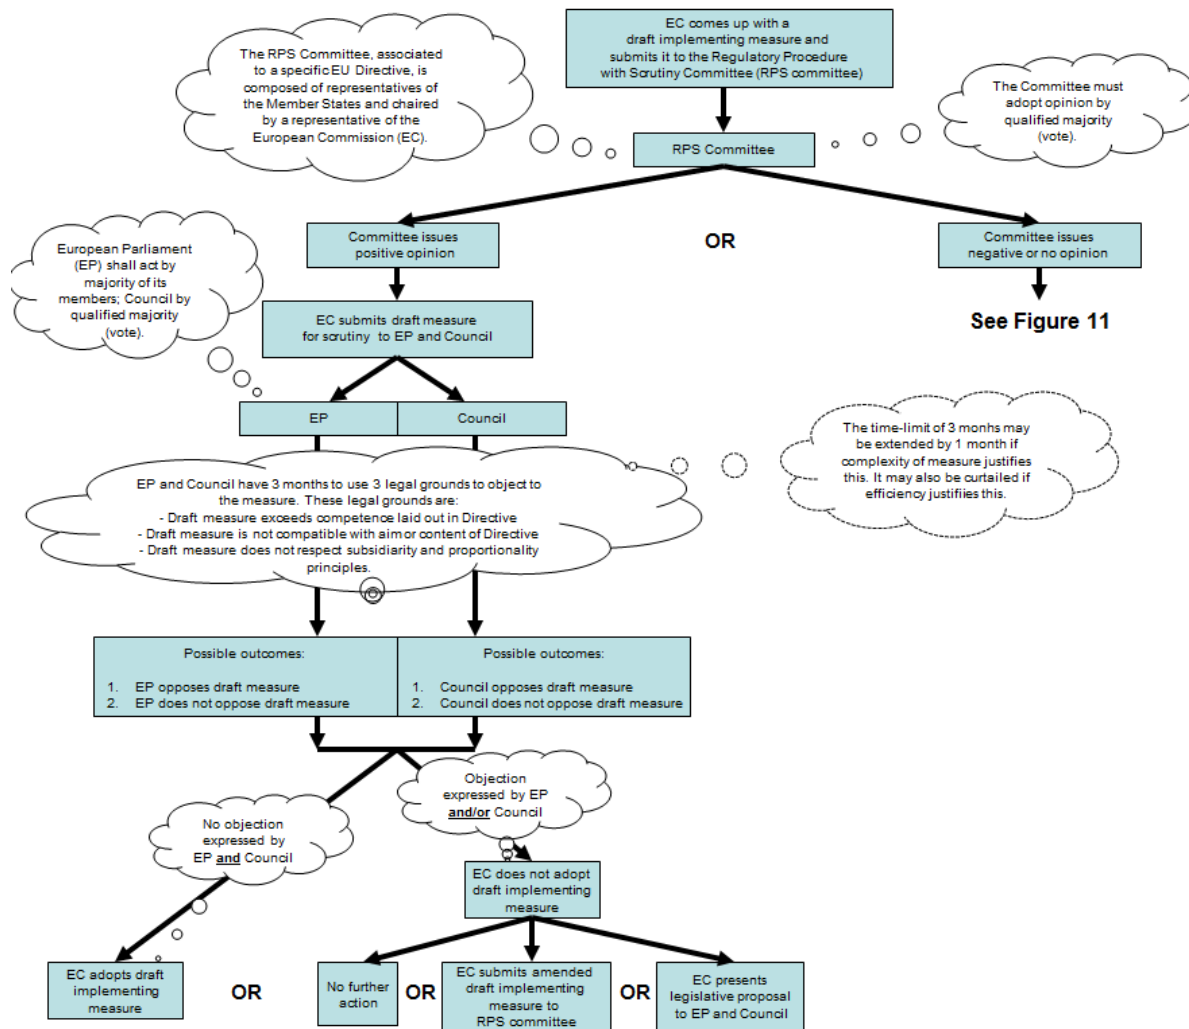 EC comes up with a
draft implementing measure and
submits it to the Regulatory Procedure
with Scrutiny Committee (RPS committee)
The RPS Committee, associated
to a specific EU Directive, is
composed of representatives of
the Member States and chaired
by a representative of the
European Commission (EC).
The Committee must
adopt opinion by
qualified majority
(vote).
RPS Committee
Committee issues
positive opinion
OR
Committee issues
negative or no opinion
See Figure 11
European Parliament
(EP) shall act by
majority of its
members; Council by
qualified majority
(vote).
EC submits draft measure
for scrutiny to EP and Council
EP
Council
The time-limit of 3 monhs may
be extended by 1 month if
complexity of measure justifies
this. It may also be curtailed if
efficiency justifiies this.
EP and Council have 3 months to use 3 legal grounds to object to
the measure. These legal grounds are:
- Draft measure exceeds competence laid out in Directive
- Draft measure is not compatible with aim or content of Directive
- Draft measure does not respect subsidiarity and proportionality
principles.
Possible outcomes:
1. EP opposes draft measure
2. EP does not oppose draft measure
Possible outcomes:
1. Council opposes draft measure
2. Council does not oppose draft measure
Objection
expressed by EP
and/or Council
No objection
expressed by
EP and Council
EC does not adopt
draft implementing
measure
EC adopts draft
implementing
measure
OR
No further
action
OR
EC submits amended
draft implementing
measure to
RPS committee
OR
EC presents
legislative proposal
to EP and Council